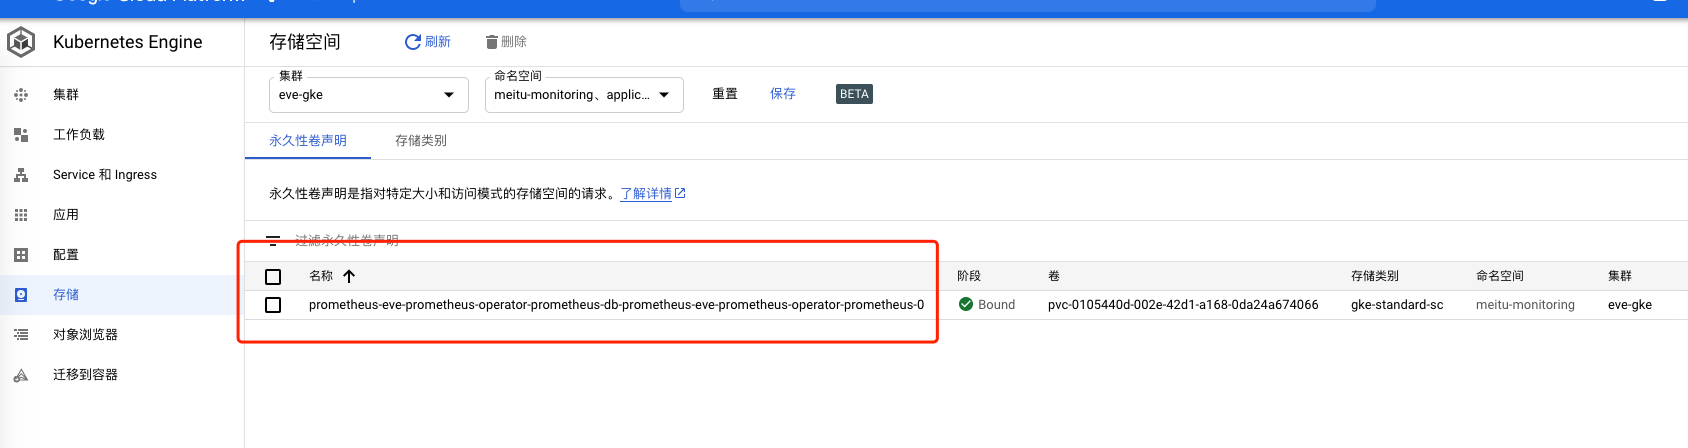 Kubernetes Engine
存储空间
刷新
删除
集群
工作负载
Service 和 Ingress
应用
配置
存储
对象浏览器
迁移到容器
集群
eve-gke
命名空间
meitu-monitoring、applic...
重置
保存
BETA
永久性卷声明
存储类别
永久性卷声明是指对特定大小和访问模式的存储空间的请求。了解详情
过滤永久性卷声明
名称 阶段 卷 存储类别 命名空间 集群
prometheus-eve-prometheus-operator-prometheus-db-prometheus-eve-prometheus-operator-prometheus-0 Bound pvc-0105440d-002e-42d1-a168-0da24a674066 gke-standard-sc meitu-monitoring eve-gke